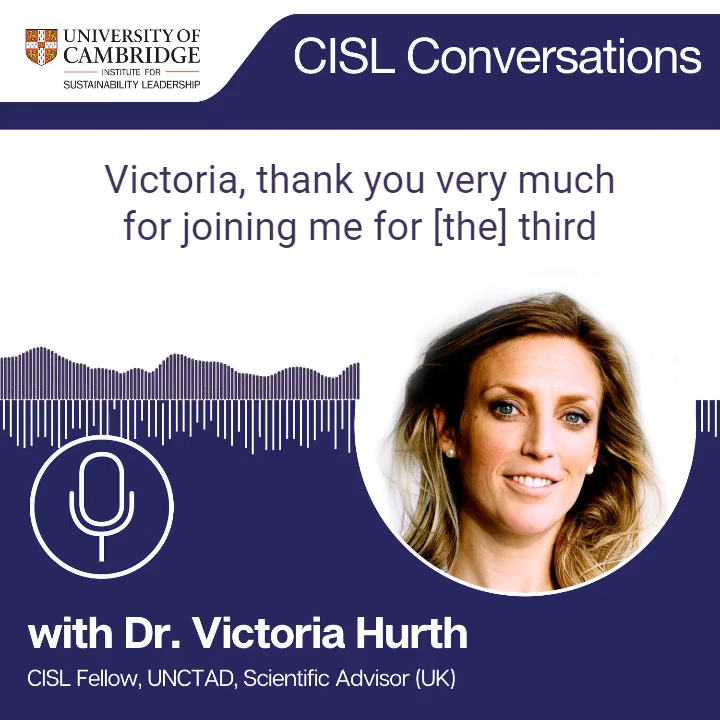 UNIVERSITY OF
CAMBRIDGE
INSTITUTE FOR
SUSTAINABILITY LEADERSHIP
CISL Conversations
Victoria, thank you very much
for joining me for [the] third
with Dr. Victoria Hurth
CISL Fellow, UNCTAD, Scientific Advisor (UK)